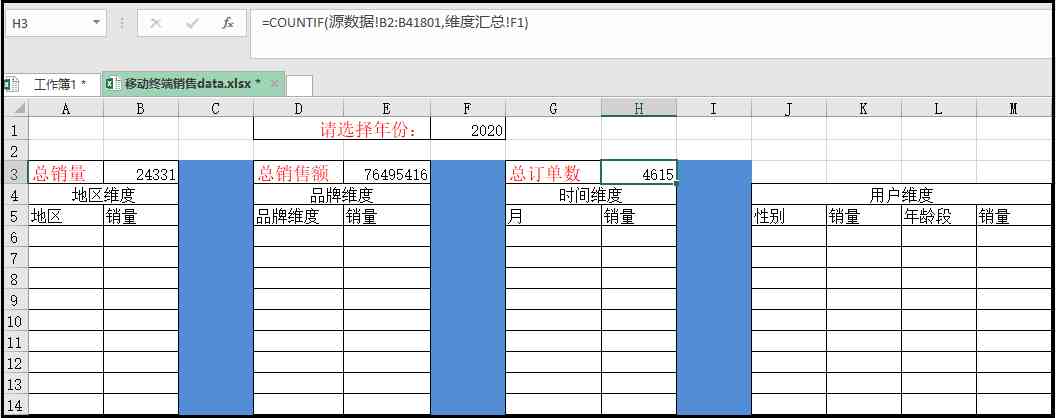 H3 fx =COUNTIF(源数据!B2:B41801,维度汇总!F1)
工作簿1 * 移动终端销售data.xlsx *
A B C D E F G H I J K L M
1 请选择年份： 2020
2
3 总销量 24331 总销售额 76495416 总订单数 4615
4 地区维度 品牌维度 时间维度 用户维度
5 地区 销量 品牌维度 销量 月 销量 性别 销量 年龄段 销量
6
7
8
9
10
11
12
13
14